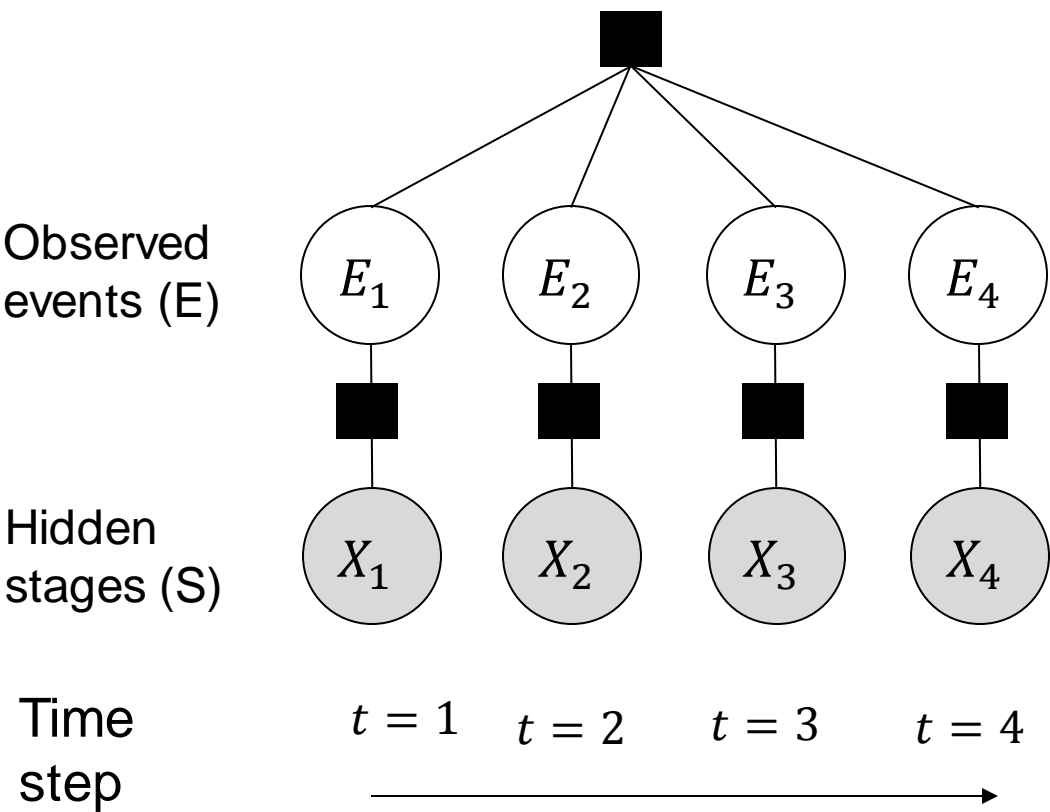 Observed
events (E)
E₁ E₂ E₃ E₄
Hidden
stages (S)
X₁ X₂ X₃ X₄
Time
step
t = 1 t = 2 t = 3 t = 4